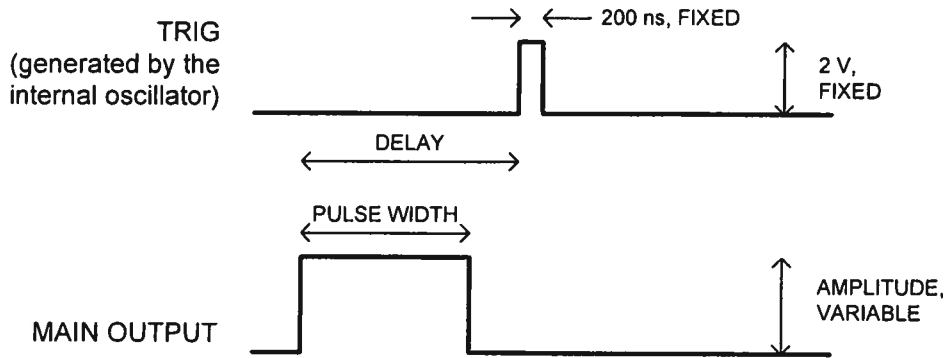 200 ns, FIXED
TRIG
(generated by the
internal oscillator)
2 V,
FIXED
DELAY
PULSE WIDTH
AMPLITUDE,
VARIABLE
MAIN OUTPUT